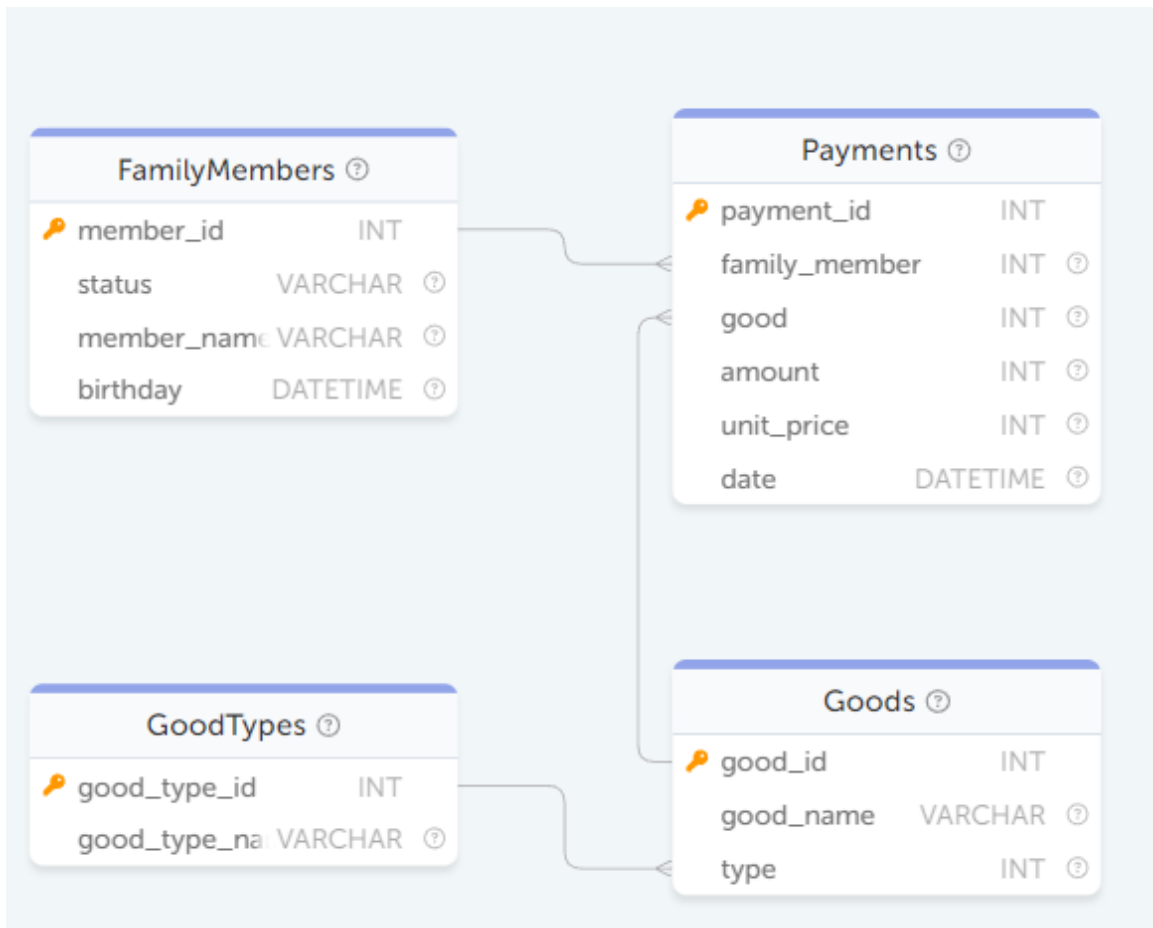 FamilyMembers
member_id INT
status VARCHAR
member_name VARCHAR
birthday DATETIME
Payments
payment_id INT
family_member INT
good INT
amount INT
unit_price INT
date DATETIME
GoodTypes
good_type_id INT
good_type_na VARCHAR
Goods
good_id INT
good_name VARCHAR
type INT